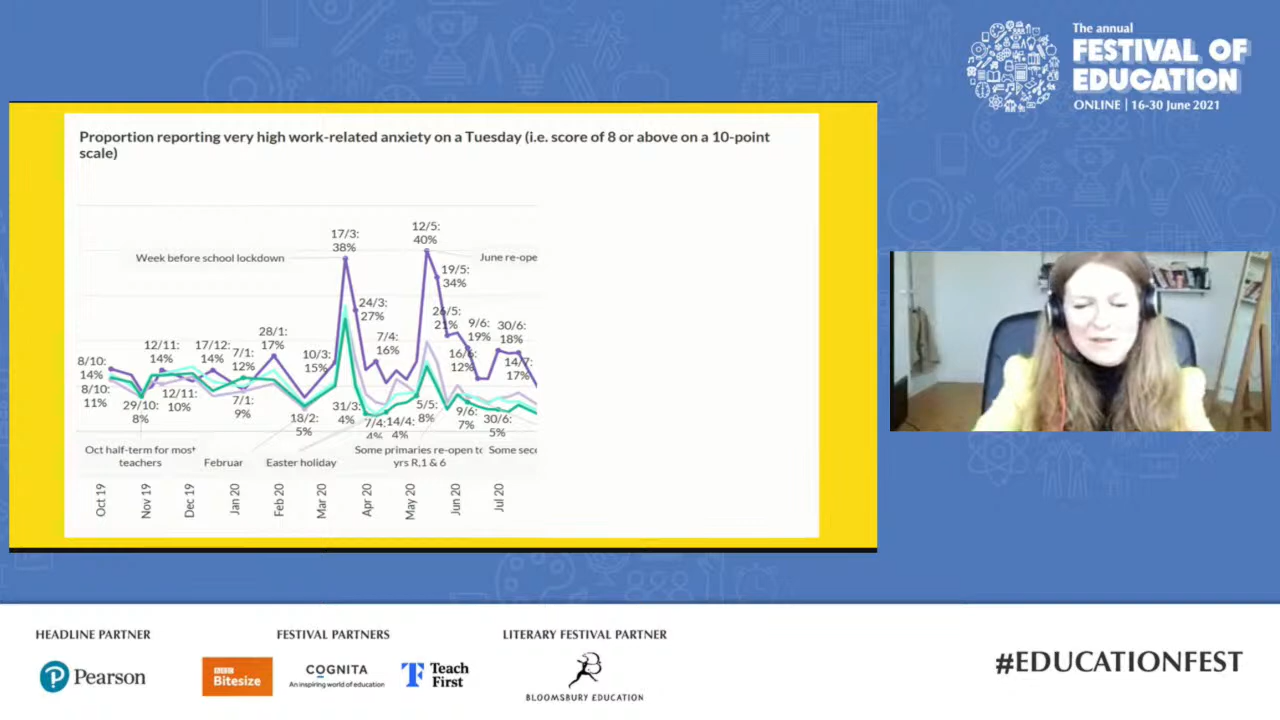 The annual
FESTIVAL OF
EDUCATION
ONLINE | 16-30 June 2021
Proportion reporting very high work-related anxiety on a Tuesday (i.e. score of 8 or above on a 10-point
scale)
12/5:
40%
17/3:
38%
Week before school lockdown
June re-ope
19/5:
34%
24/3:
27%
26/5:
21%
9/6:
19%
30/6:
18%
28/1:
17%
7/4:
16%
12/11:
14%
17/12:
14%
7/1:
12%
10/3:
15%
16/6:
12%
14/7:
17%
8/10:
14%
8/10:
11%
29/10:
8%
12/11:
10%
7/1:
9%
18/2:
5%
31/3:
4%
7/4:
4%
14/4:
4%
5/5:
8%
9/6:
7%
30/6:
5%
Oct half-term for most
teachers
Februar
Easter holiday
Some primaries re-open to
yrs R,1 & 6
Some sec
Oct 19
Nov 19
Dec 19
Jan 20
Feb 20
Mar 20
Apr 20
May 20
Jun 20
Jul 20
HEADLINE PARTNER
FESTIVAL PARTNERS
LITERARY FESTIVAL PARTNER
Pearson
BBC
Bitesize
COGNITA
An inspiring world of education
Teach
First
BLOOMSBURY EDUCATION
#EDUCATIONFEST